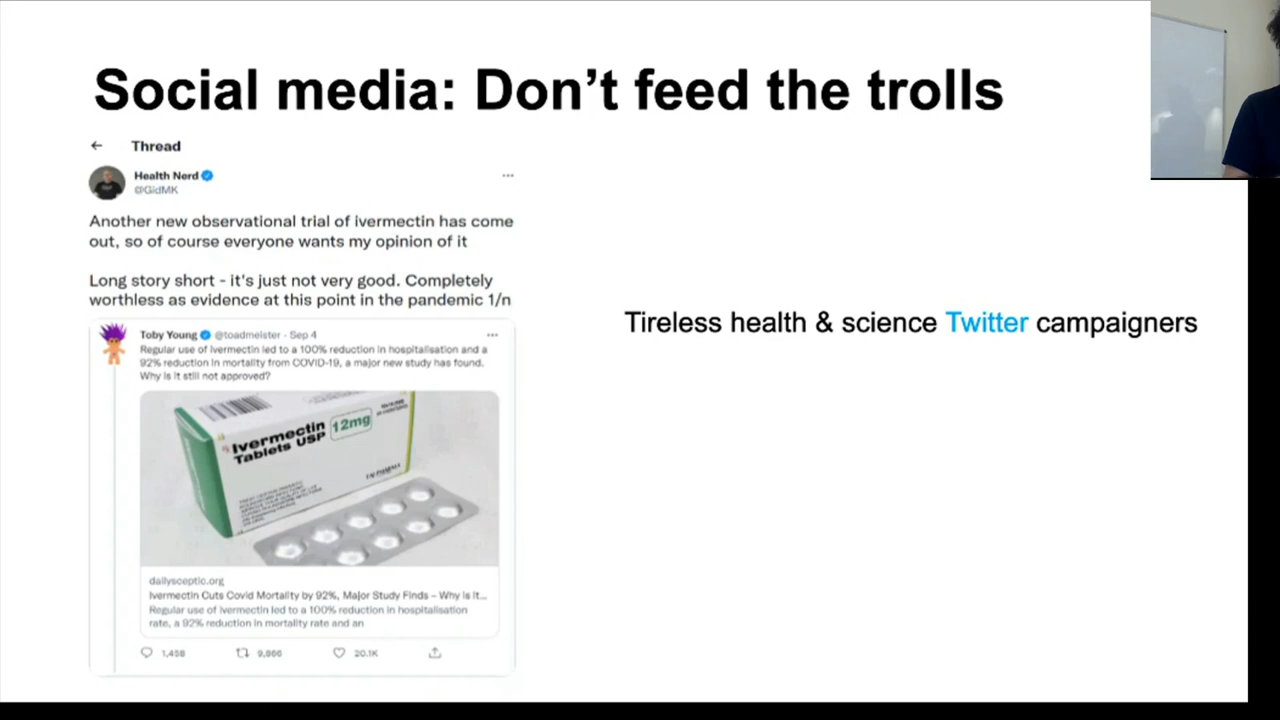 Social media: Don't feed the trolls
Thread
Health Nerd
@GidMK
Another new observational trial of ivermectin has come
out, so of course everyone wants my opinion of it
Long story short - it's just not very good. Completely
worthless as evidence at this point in the pandemic 1/n
Toby Young @toadmeister · Sep 4
Regular use of Ivermectin led to a 100% reduction in hospitalisation and a
92% reduction in mortality from COVID-19, a major new study has found.
Why is it still not approved?
Ivermectin 12mg
Tablets USP
dailysceptic.org
Ivermectin Cuts Covid Mortality by 92%, Major Study Finds – Why Is It...
Regular use of Ivermectin led to a 100% reduction in hospitalisation
rate, a 92% reduction in mortality rate and an
1,458 9,866 20.1K
Tireless health & science Twitter campaigners